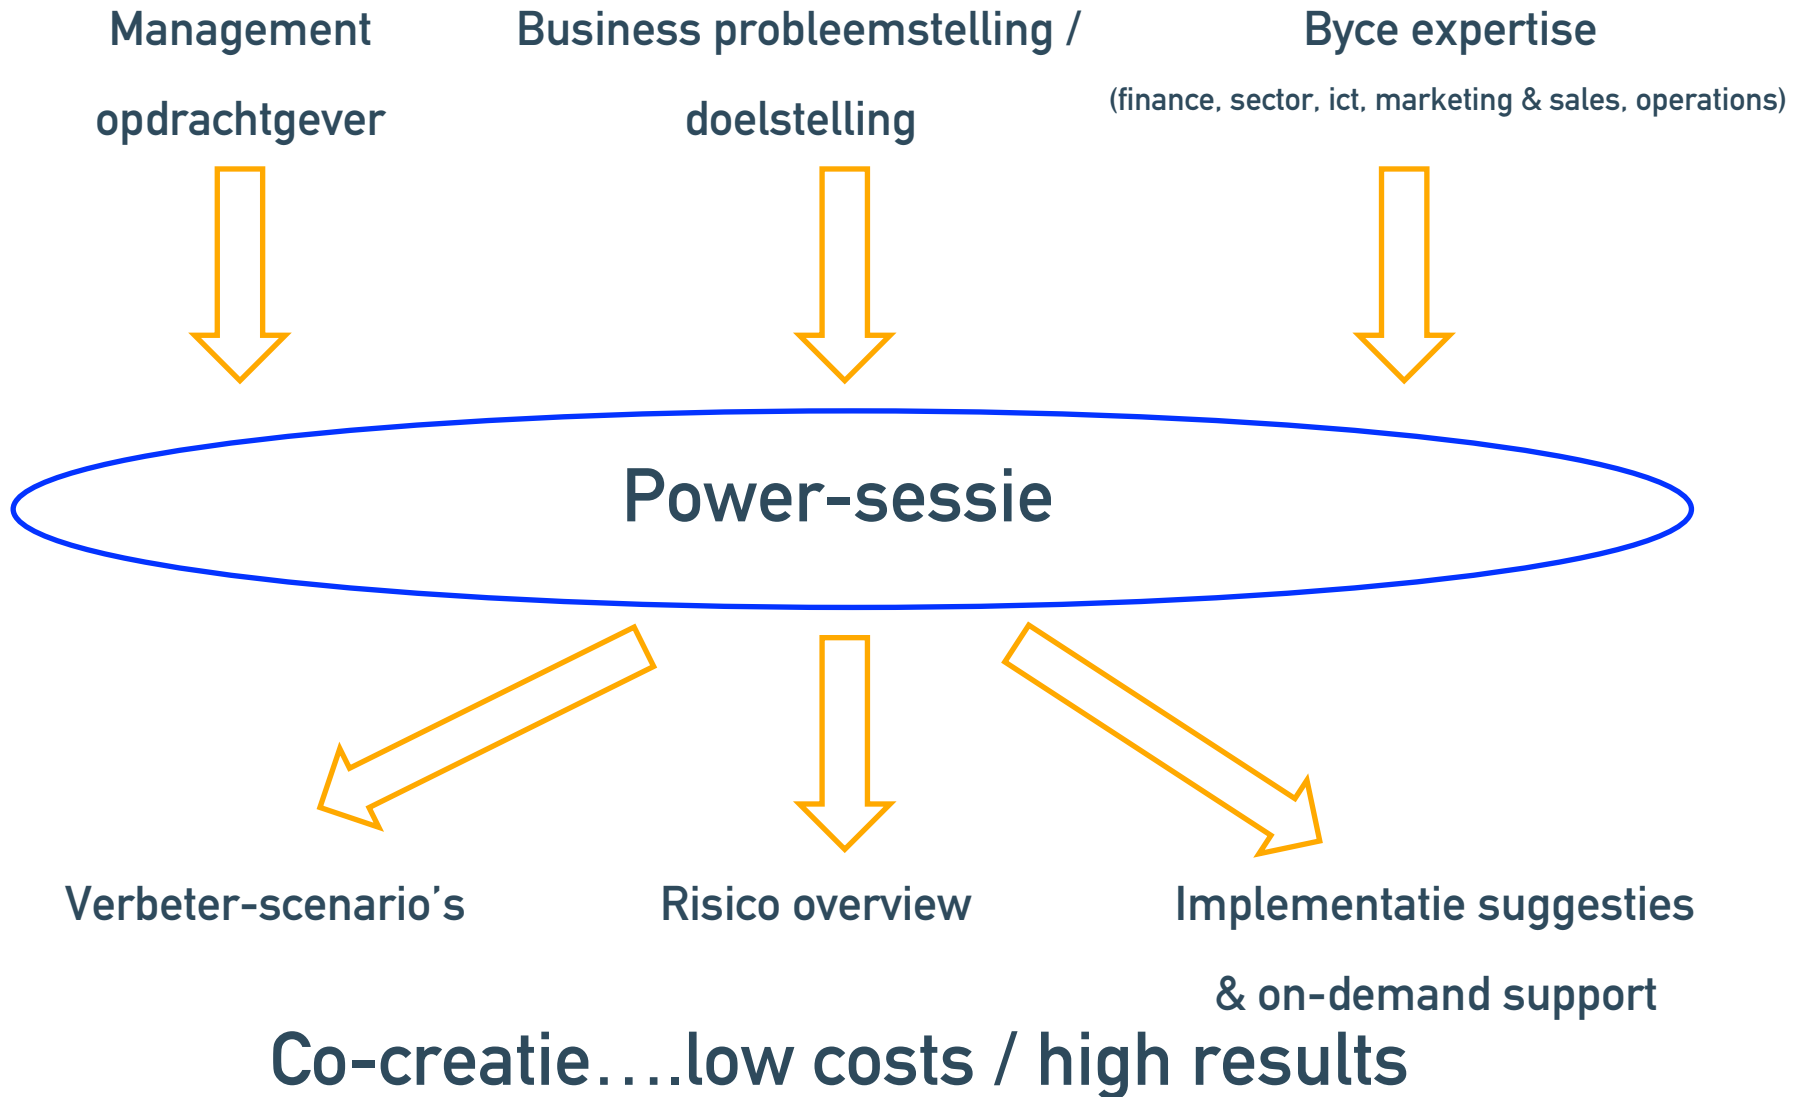 Management
opdrachtgever
Business probleemstelling /
doelstelling
Byce expertise
(finance, sector, ict, marketing & sales, operations)
Power-sessie
Verbeter-scenario’s
Risico overview
Implementatie suggesties
& on-demand support
Co-creatie....low costs / high results